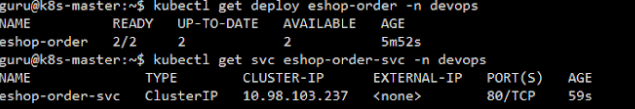 guru@k8s-master:~$ kubectl get deploy eshop-order -n devops
NAME READY UP-TO-DATE AVAILABLE AGE
eshop-order 2/2 2 2 5m52s
guru@k8s-master:~$ kubectl get svc eshop-order-svc -n devops
NAME TYPE CLUSTER-IP EXTERNAL-IP PORT(S) AGE
eshop-order-svc ClusterIP 10.98.103.237 <none> 80/TCP 59s